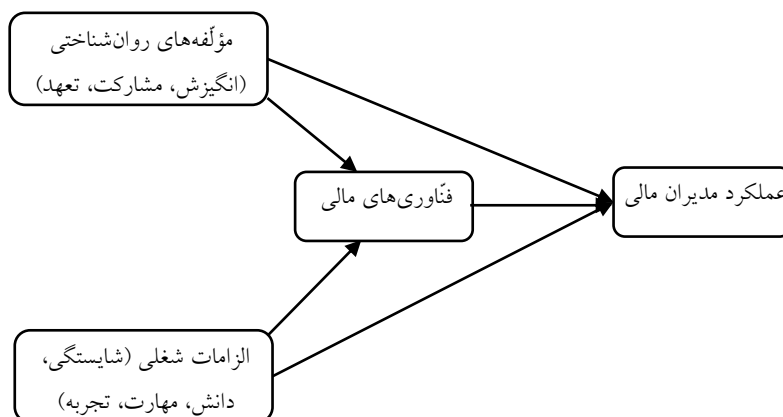 مؤلّفه‌های روان‌شناختی
(انگیزش، مشارکت، تعهد)
فنّاوری‌های مالی
عملکرد مدیران مالی
الزامات شغلی (شایستگی،
دانش، مهارت، تجربه)